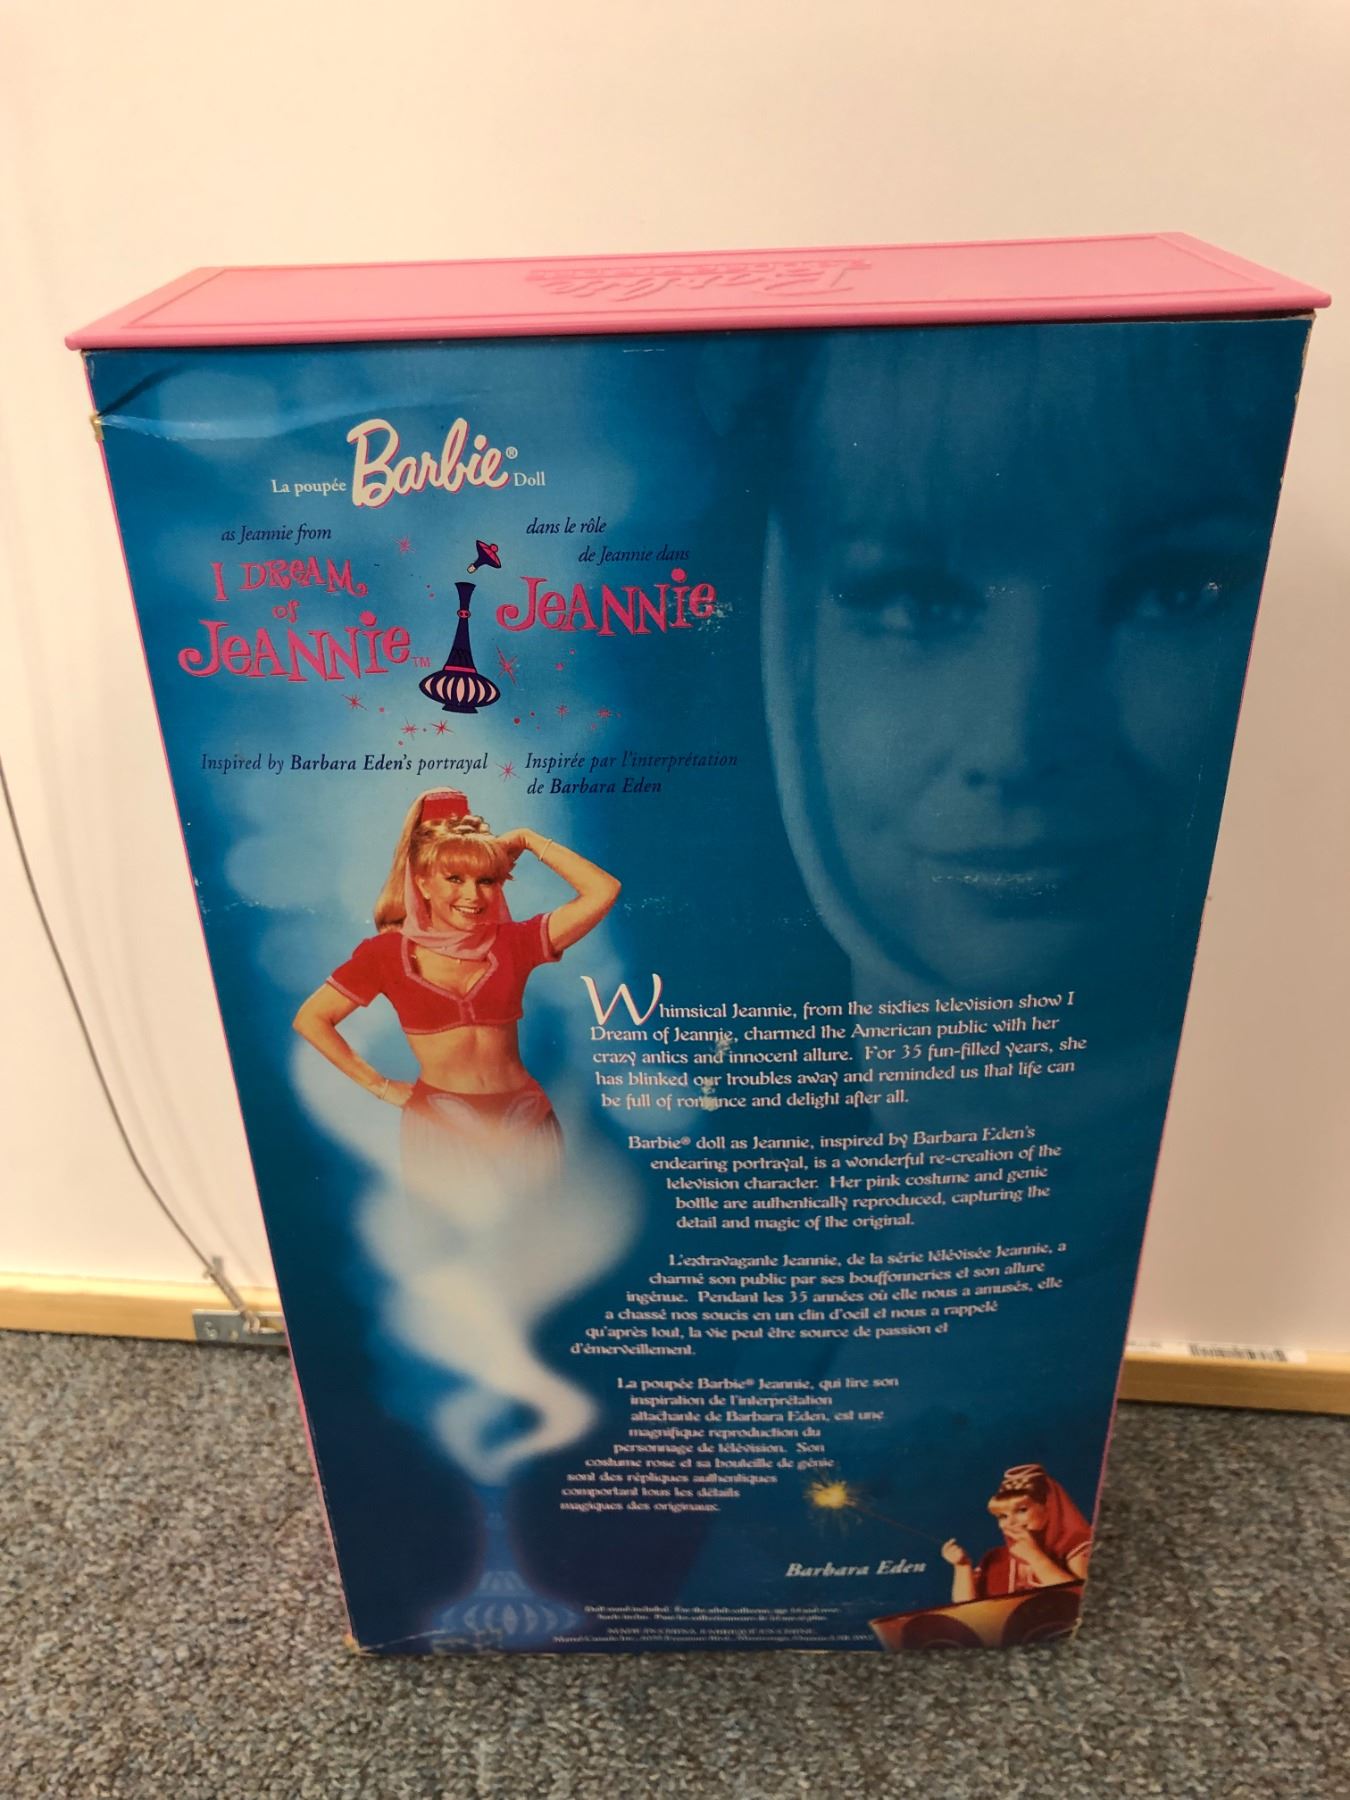 Barbie
La poupée Barbie® Doll
as Jeannie from
I DREAM
of
JEANNIE™
dans le rôle
de Jeannie dans
JEANNIE
Inspired by Barbara Eden's portrayal
Inspirée par l'interprétation
de Barbara Eden
Whimsical Jeannie, from the sixties television show I
Dream of Jeannie, charmed the American public with her
crazy antics and innocent allure. For 35 fun-filled years, she
has blinked our troubles away and reminded us that life can
be full of romance and delight after all.
Barbie® doll as Jeannie, inspired by Barbara Eden's
endearing portrayal, is a wonderful re-creation of the
television character. Her pink costume and genie
bottle are authentically reproduced, capturing the
detail and magic of the original.
L'extravagante Jeannie, de la série télévisée Jeannie, a
charmé son public par ses bouffonneries et son allure
ingénue. Pendant les 35 années où elle nous a amusés, elle
a chassé nos soucis en un clin d'oeil et nous a rappelé
qu'après tout, la vie peut être source de passion et
d'émerveillement.
La poupée Barbie® Jeannie, qui tire son
inspiration de l'interprétation
attachante de Barbara Eden, est une
magnifique reproduction du
personnage de télévision. Son
costume rose et sa bouteille de génie
sont des répliques authentiques
comportant tous les détails
magiques des originaux.
Barbara Eden